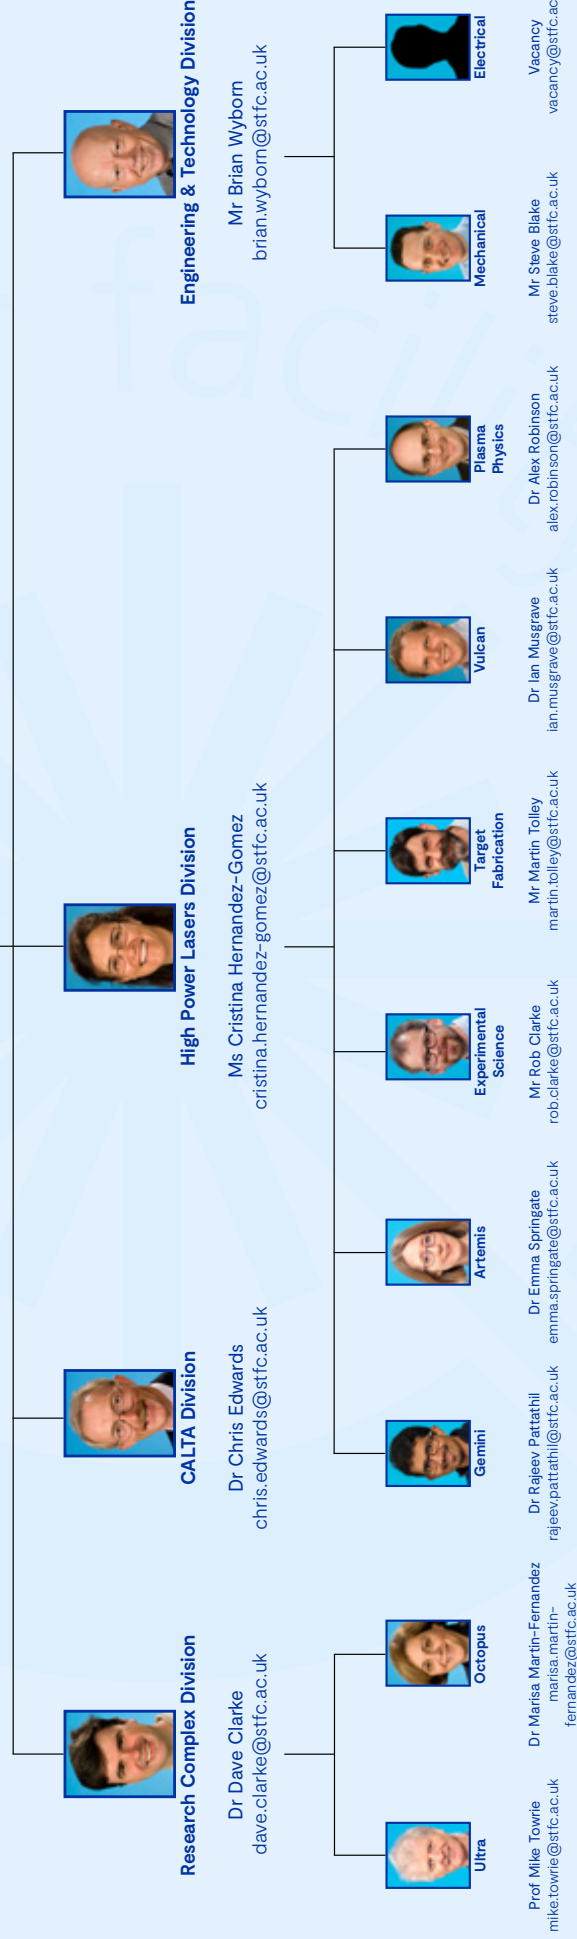 Research Complex Division
Dr Dave Clarke
dave.clarke@stfc.ac.uk
CALTA Division
Dr Chris Edwards
chris.edwards@stfc.ac.uk
High Power Lasers Division
Ms Cristina Hernandez-Gomez
cristina.hernandez-gomez@stfc.ac.uk
Engineering & Technology Division
Mr Brian Wyborn
brian.wyborn@stfc.ac.uk
Ultra
Prof Mike Towrie
mike.towrie@stfc.ac.uk
Octopus
Dr Marisa Martin-Fernandez
marisa.martin-
fernandez@stfc.ac.uk
Gemini
Dr Rajeev Pattathil
rajeev.pattathil@stfc.ac.uk
Artemis
Dr Emma Springate
emma.springate@stfc.ac.uk
Experimental
Science
Mr Rob Clarke
rob.clarke@stfc.ac.uk
Target
Fabrication
Mr Martin Tolley
martin.tolley@stfc.ac.uk
Vulcan
Dr Ian Musgrave
ian.musgrave@stfc.ac.uk
Plasma
Physics
Dr Alex Robinson
alex.robinson@stfc.ac.uk
Mechanical
Mr Steve Blake
steve.blake@stfc.ac.uk
Electrical
Vacancy
vacancy@stfc.ac